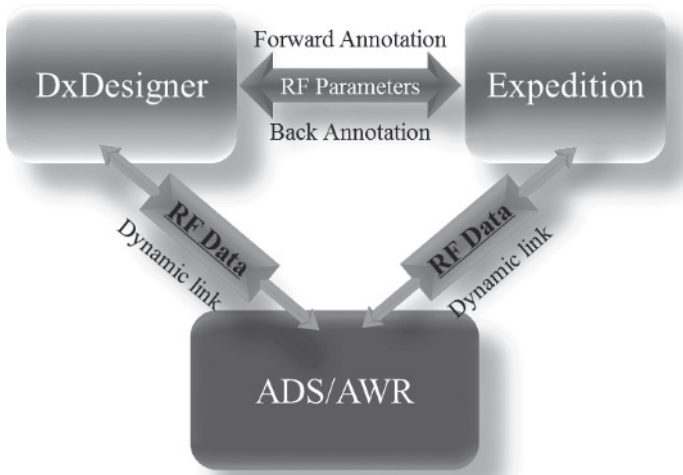 Forward Annotation
DxDesigner
RF Parameters
Expedition
Back Annotation
RF Data
Dynamic link
RF Data
Dynamic link
ADS/AWR